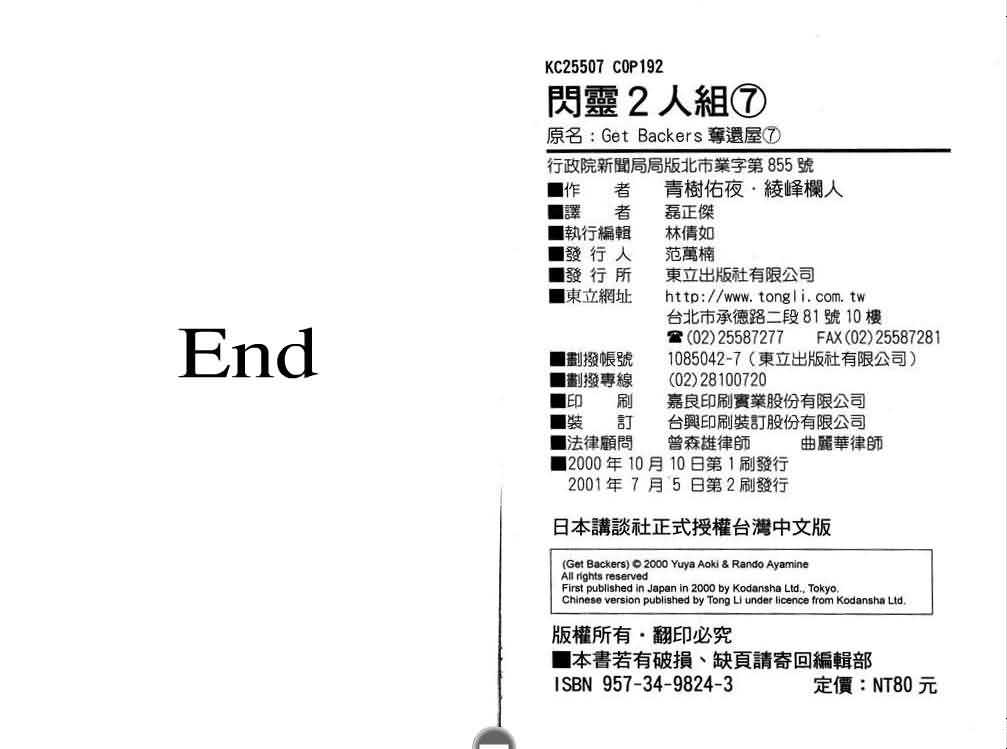 End
KC25507 COP192
閃靈2人組⑦
原名：Get Backers 奪還屋⑦
行政院新聞局局版北市業字第855號
■作 者 青樹佑夜・綾峰欄人
■譯 者 磊正傑
■執行編輯 林倩如
■發 行 人 范萬楠
■發 行 所 東立出版社有限公司
■東立網址 http://www.tongli.com.tw
台北市承德路二段81號10樓
☎(02)25587277 FAX(02)25587281
■劃撥帳號 1085042-7（東立出版社有限公司）
■劃撥專線 (02)28100720
■印 刷 嘉良印刷實業股份有限公司
■裝 訂 台興印刷裝訂股份有限公司
■法律顧問 曾森雄律師 曲麗華律師
■2000年10月10日第1刷發行
2001年 7 月 5 日第2刷發行
日本講談社正式授權台灣中文版
(Get Backers) © 2000 Yuya Aoki & Rando Ayamine
All rights reserved
First published in Japan in 2000 by Kodansha Ltd., Tokyo.
Chinese version published by Tong Li under licence from Kodansha Ltd.
版權所有・翻印必究
■本書若有破損、缺頁請寄回編輯部
ISBN 957-34-9824-3 定價：NT80元